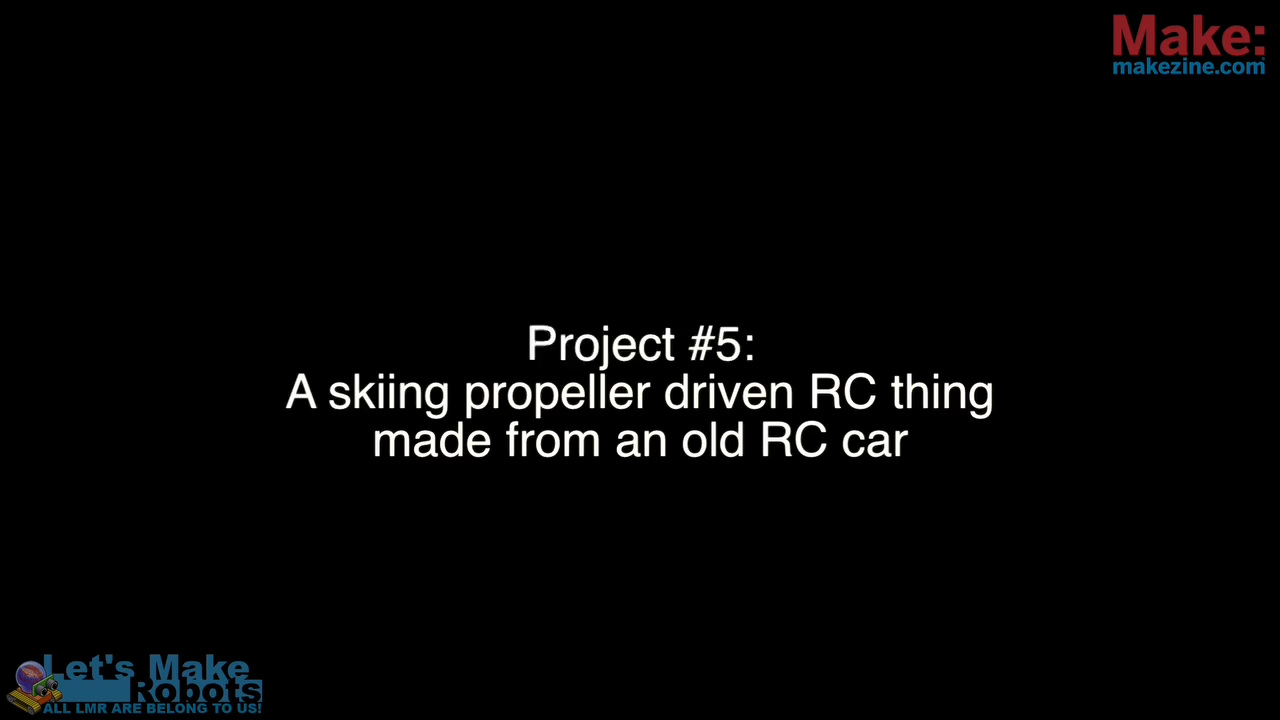 Make:
makezine.com
Project #5:
A skiing propeller driven RC thing
made from an old RC car
Let's Make
Robots
ALL LMR ARE BELONG TO US!